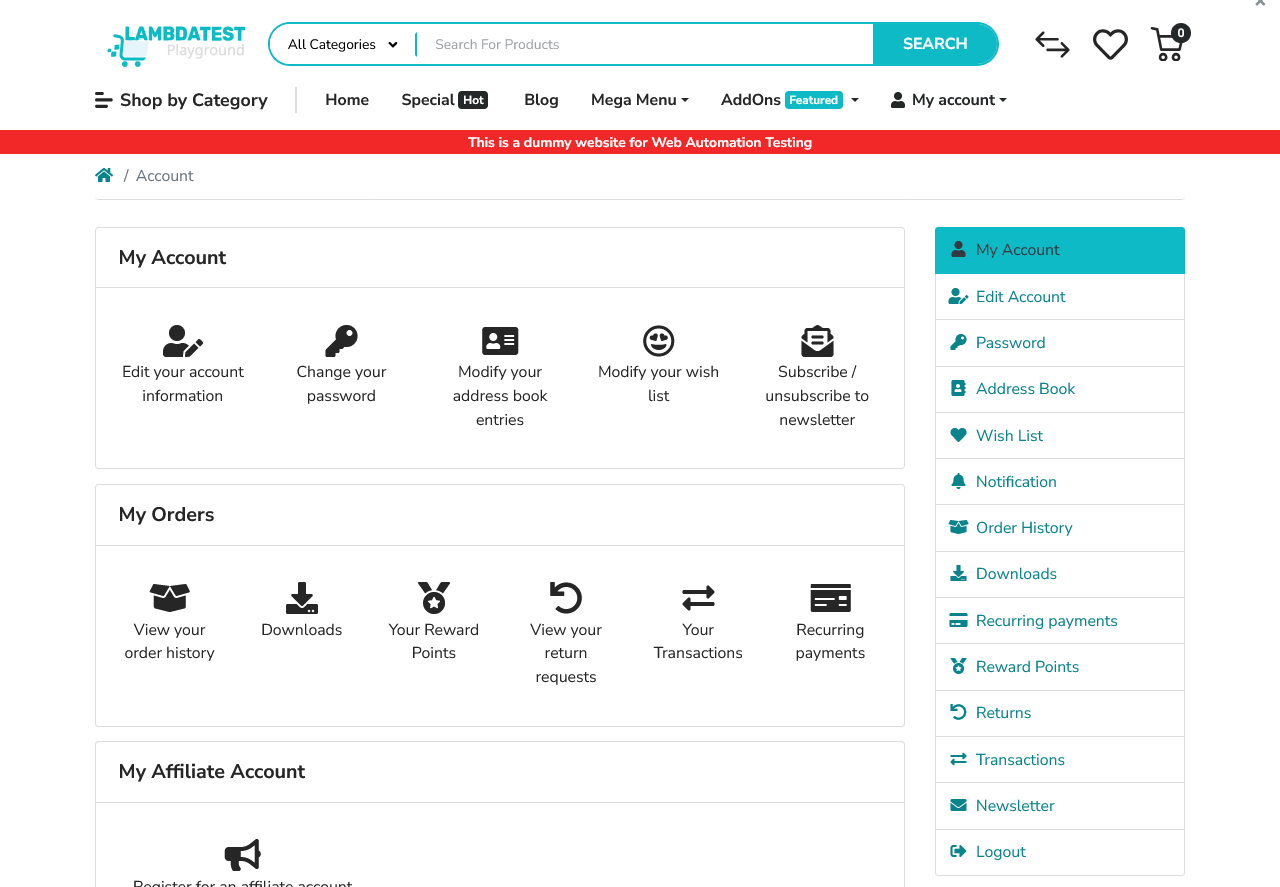 LAMBDATEST
Playground
All Categories
Search For Products
SEARCH
0
Shop by Category
Home
Special Hot
Blog
Mega Menu
AddOns Featured
My account
This is a dummy website for Web Automation Testing
/ Account
My Account
Edit your account
information
Change your
password
Modify your
address book
entries
Modify your wish
list
Subscribe /
unsubscribe to
newsletter
My Orders
View your
order history
Downloads
Your Reward
Points
View your
return
requests
Your
Transactions
Recurring
payments
My Affiliate Account
Register for an affiliate account
My Account
Edit Account
Password
Address Book
Wish List
Notification
Order History
Downloads
Recurring payments
Reward Points
Returns
Transactions
Newsletter
Logout